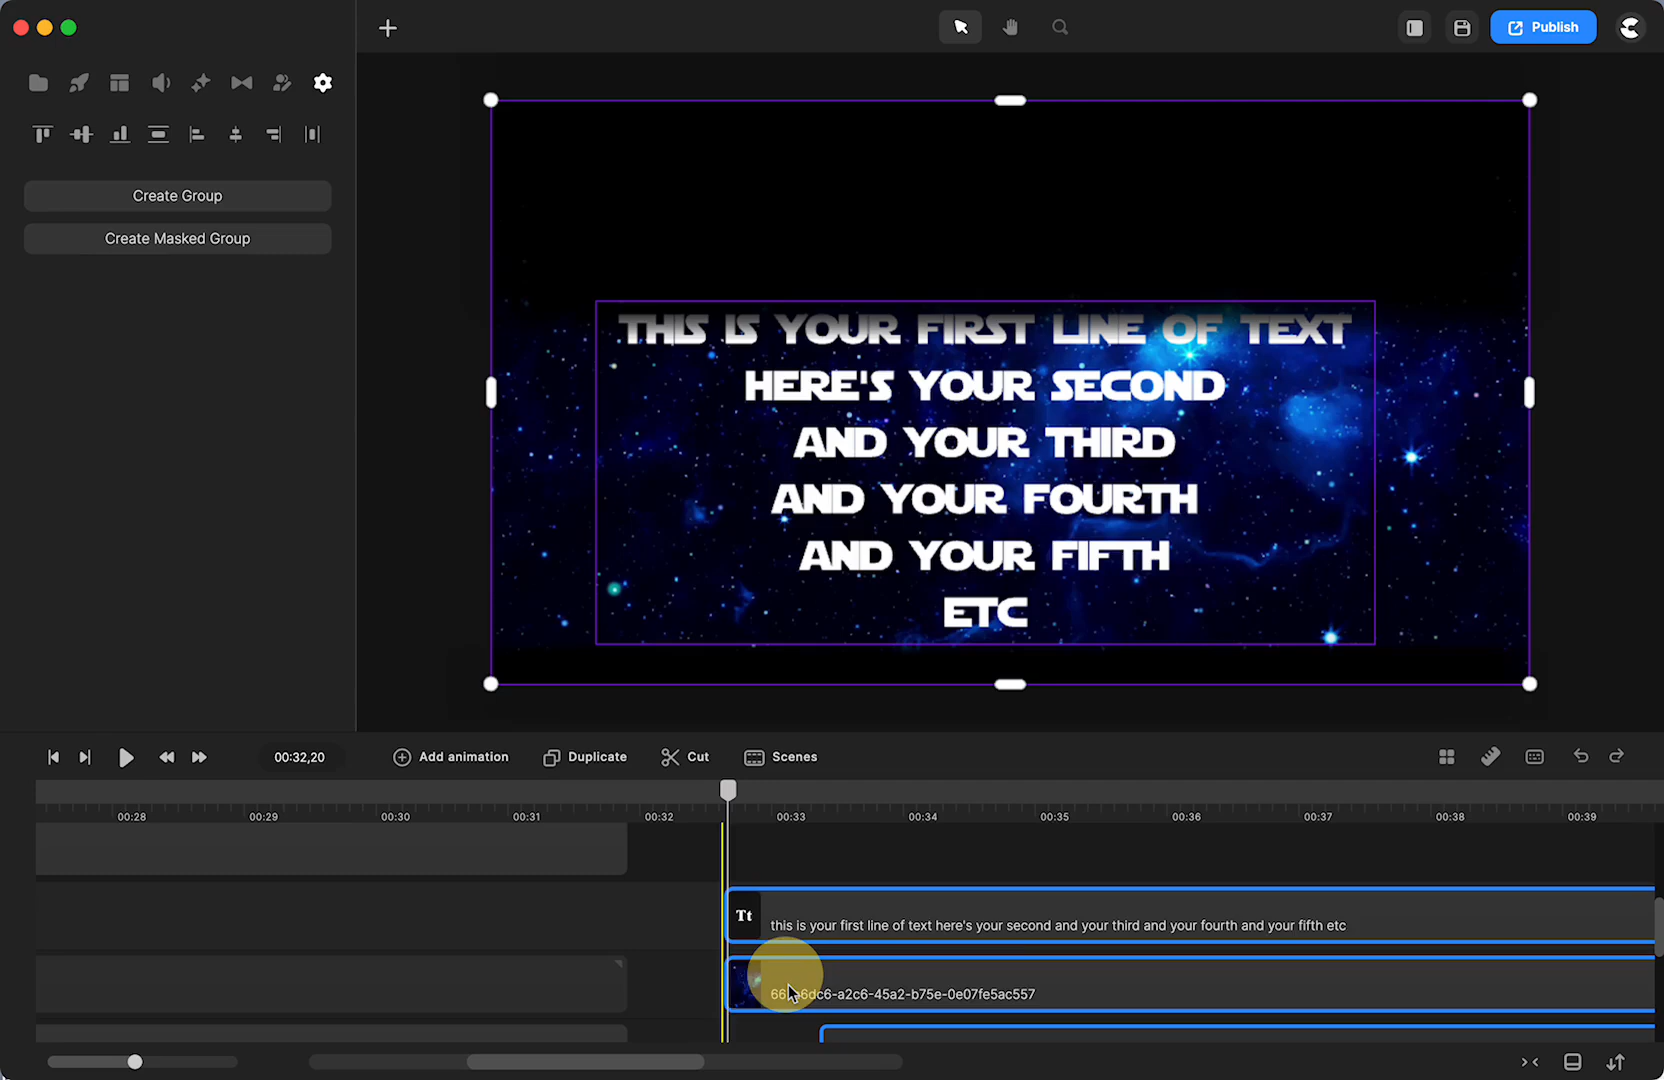 Publish
Create Group
Create Masked Group
THIS IS YOUR FIRST LINE OF TEXT
HERE'S YOUR SECOND
AND YOUR THIRD
AND YOUR FOURTH
AND YOUR FIFTH
ETC
00:32,20
Add animation
Duplicate
Cut
Scenes
00:28 00:29 00:30 00:31 00:32 00:33 00:34 00:35 00:36 00:37 00:38 00:39
Tt
this is your first line of text here's your second and your third and your fourth and your fifth etc
6dc6-a2c6-45a2-b75e-0e07fe5ac557